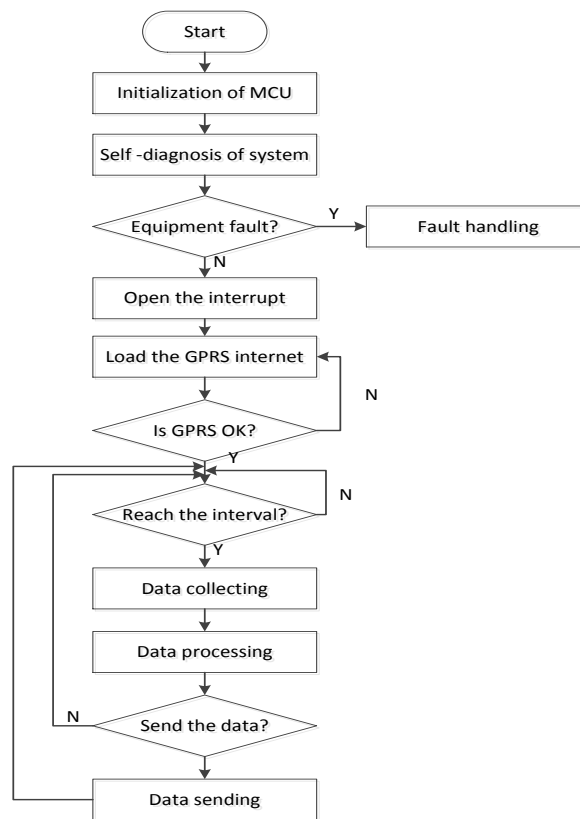 Start
Initialization of MCU
Self -diagnosis of system
Equipment fault?
Y
Fault handling
N
Open the interrupt
Load the GPRS internet
N
Is GPRS OK?
Y
N
Reach the interval?
Y
Data collecting
Data processing
N
Send the data?
Data sending